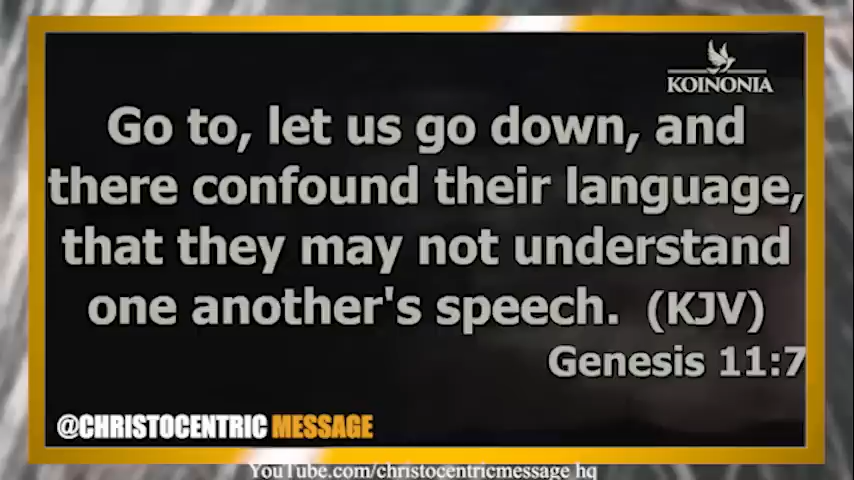 KOINONIA
Go to, let us go down, and
there confound their language,
that they may not understand
one another's speech. (KJV)
Genesis 11:7
@CHRISTOCENTRIC MESSAGE
YouTube.com/christocentricmessage hq